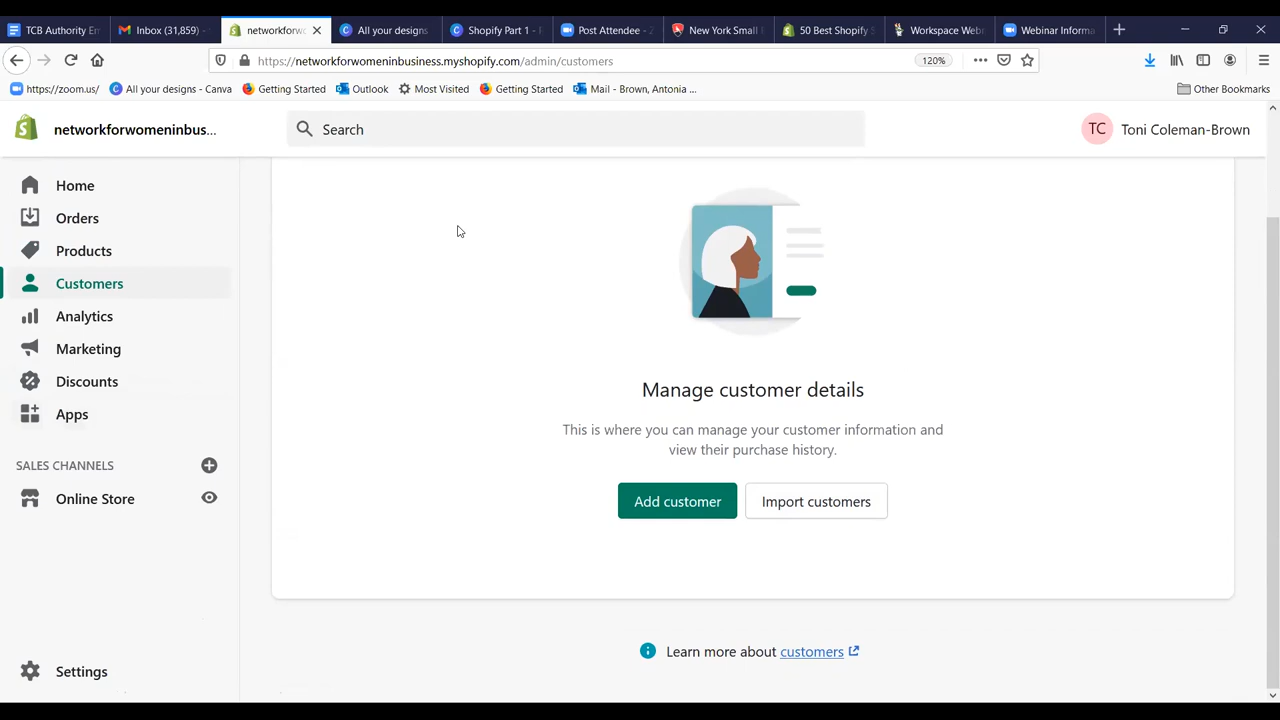 TCB Authority En
Inbox (31,859)
networkforwo
All your designs
Shopify Part 1 -
Post Attendee -
New York Small
50 Best Shopify
Workspace Web
Webinar Informa
https://networkforwomeninbusiness.myshopify.com/admin/customers
120%
https://zoom.us/
All your designs - Canva
Getting Started
Outlook
Most Visited
Getting Started
Mail - Brown, Antonia ...
Other Bookmarks
networkforwomeninbus...
Search
TC
Toni Coleman-Brown
Home
Orders
Products
Customers
Analytics
Marketing
Discounts
Apps
SALES CHANNELS
Online Store
Settings
Manage customer details
This is where you can manage your customer information and
view their purchase history.
Add customer
Import customers
Learn more about customers